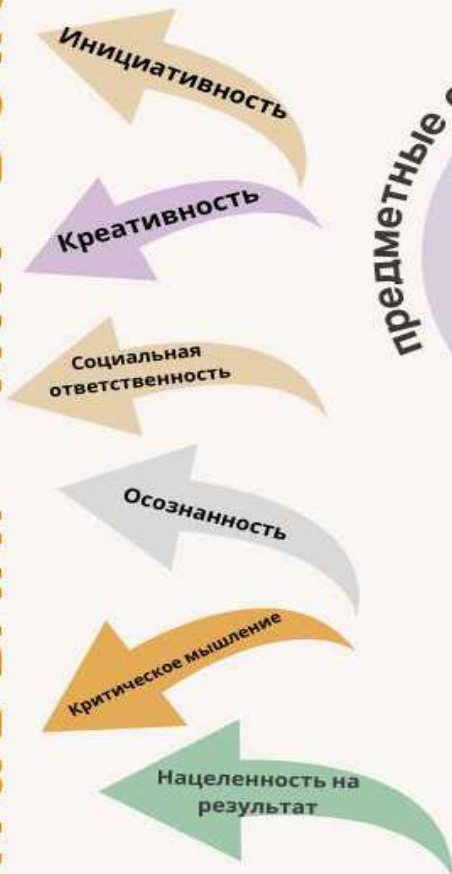 Инициативность
Креативность
Социальная
ответственность
Осознанность
Критическое мышление
Нацеленность на
результат
предметные